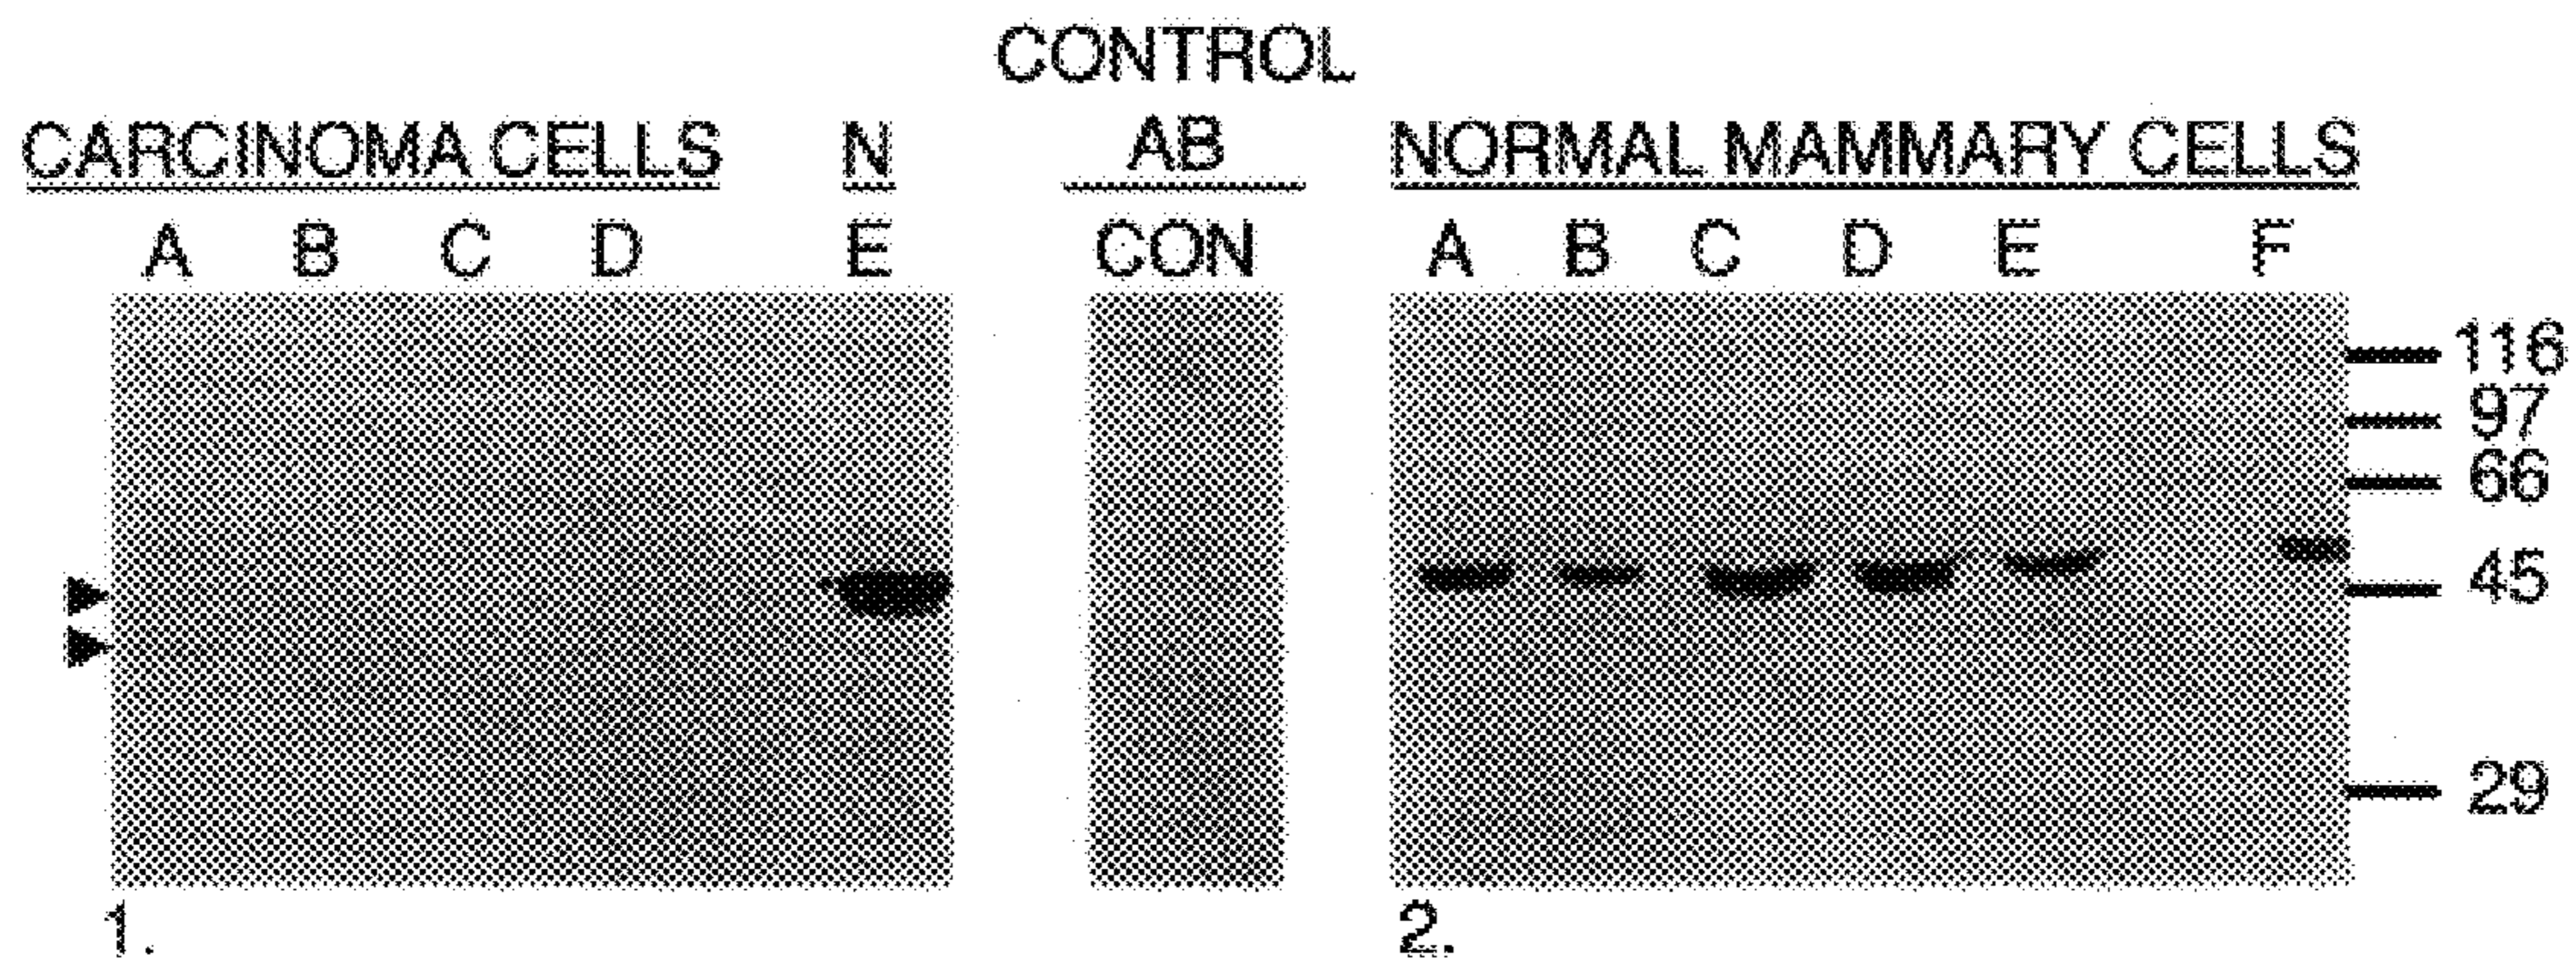 CONTROL
CARCINOMA CELLS N AB NORMAL MAMMARY CELLS
A B C D E CON A B C D E F
116
97
66
45
29
1. 2.